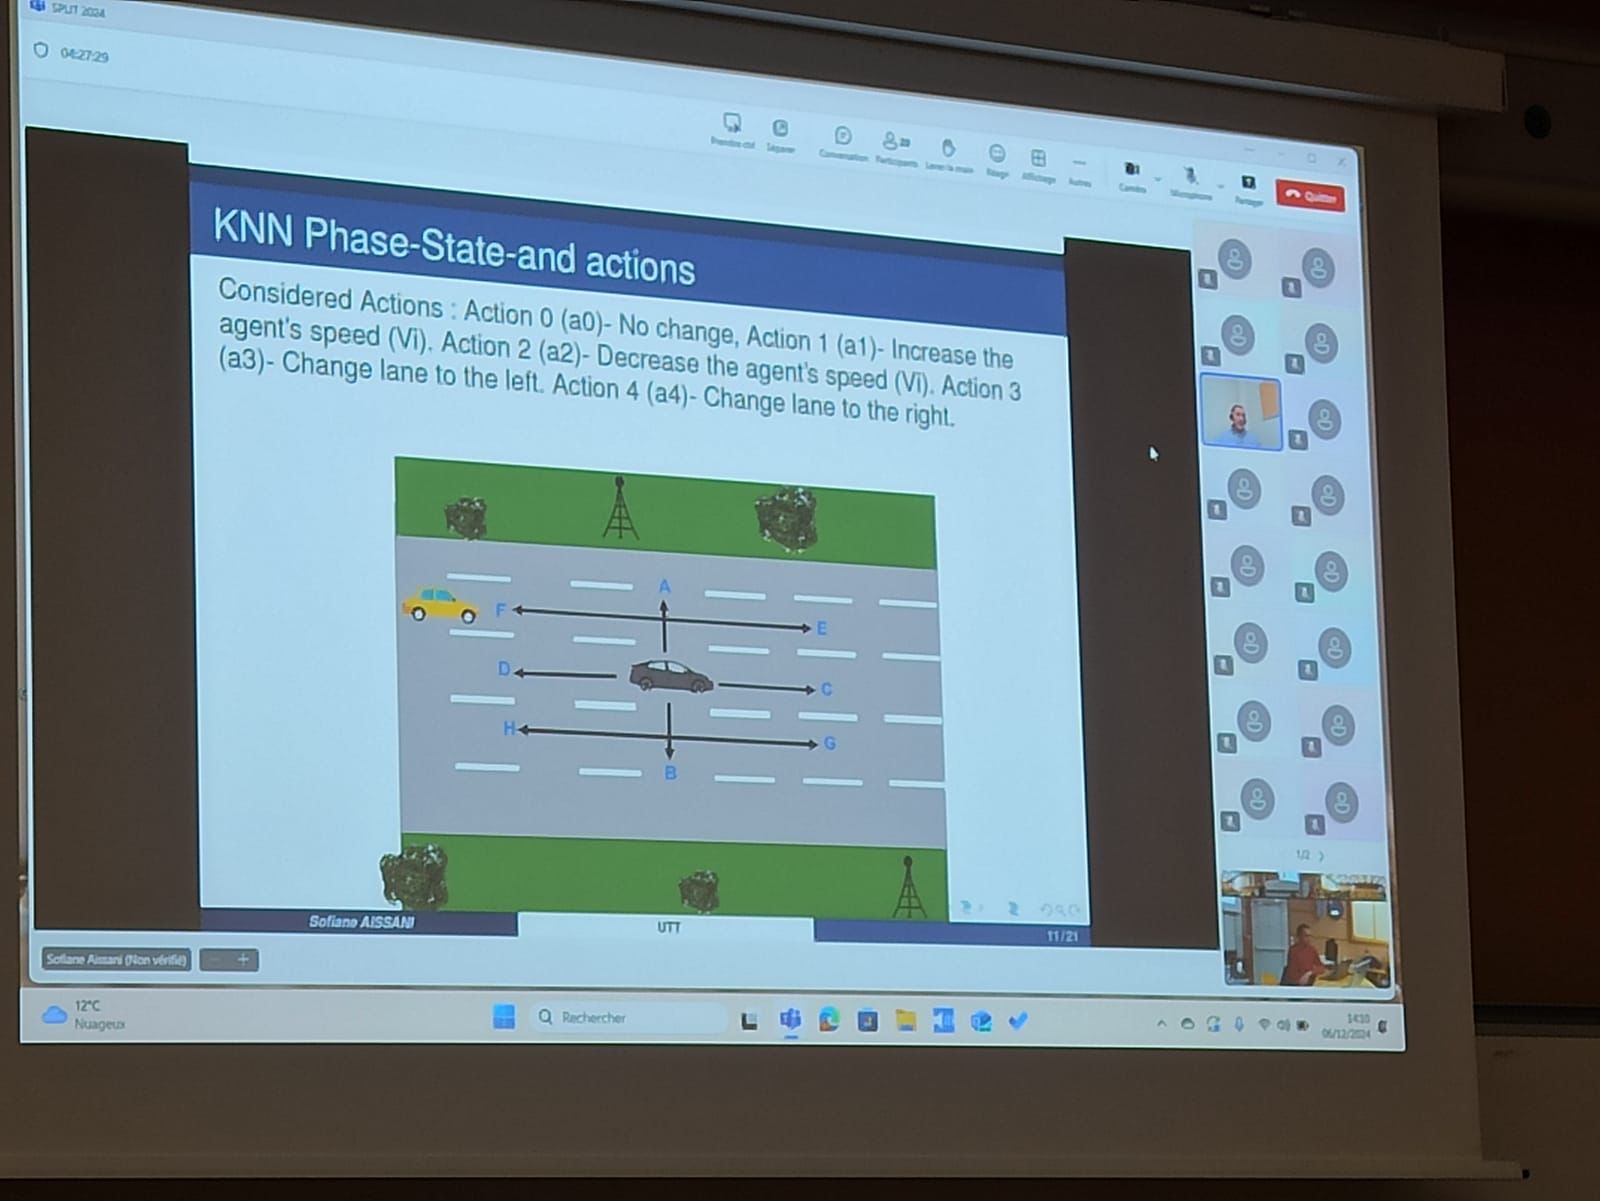 SPLIT 2024
04:27:29
Prendre ctrl
Séparer
Conversation
Participants
Lever la main
Réagir
Affichage
Autres
Caméra
Microphone
Partager
Quitter
KNN Phase-State-and actions
Considered Actions : Action 0 (a0)- No change, Action 1 (a1)- Increase the
agent's speed (Vi). Action 2 (a2)- Decrease the agent's speed (Vi). Action 3
(a3)- Change lane to the left. Action 4 (a4)- Change lane to the right.
A
F
E
D
C
H
G
B
1/2
Sofiane AISSANI
UTT
11/21
Sofiane Aissani (Non vérifié)
12°C
Nuageux
Rechercher
14:10
06/12/2024